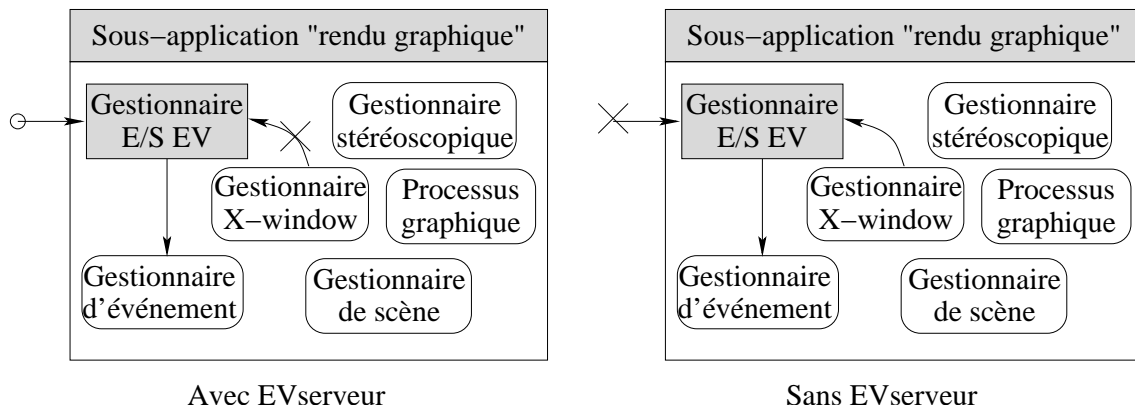 Sous−application "rendu graphique"
Gestionnaire
E/S EV
Gestionnaire
stéréoscopique
Gestionnaire
X−window
Processus
graphique
Gestionnaire
d'événement
Gestionnaire
de scène
Avec EVserveur
Sous−application "rendu graphique"
Gestionnaire
E/S EV
Gestionnaire
stéréoscopique
Gestionnaire
X−window
Processus
graphique
Gestionnaire
d'événement
Gestionnaire
de scène
Sans EVserveur